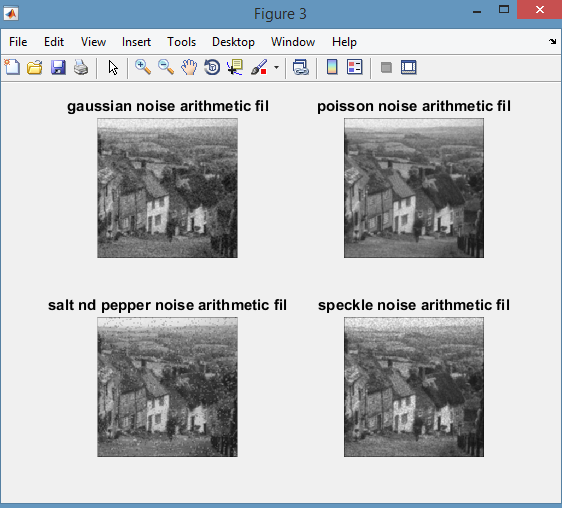 Figure 3
File Edit View Insert Tools Desktop Window Help
gaussian noise arithmetic fil
poisson noise arithmetic fil
salt nd pepper noise arithmetic fil
speckle noise arithmetic fil